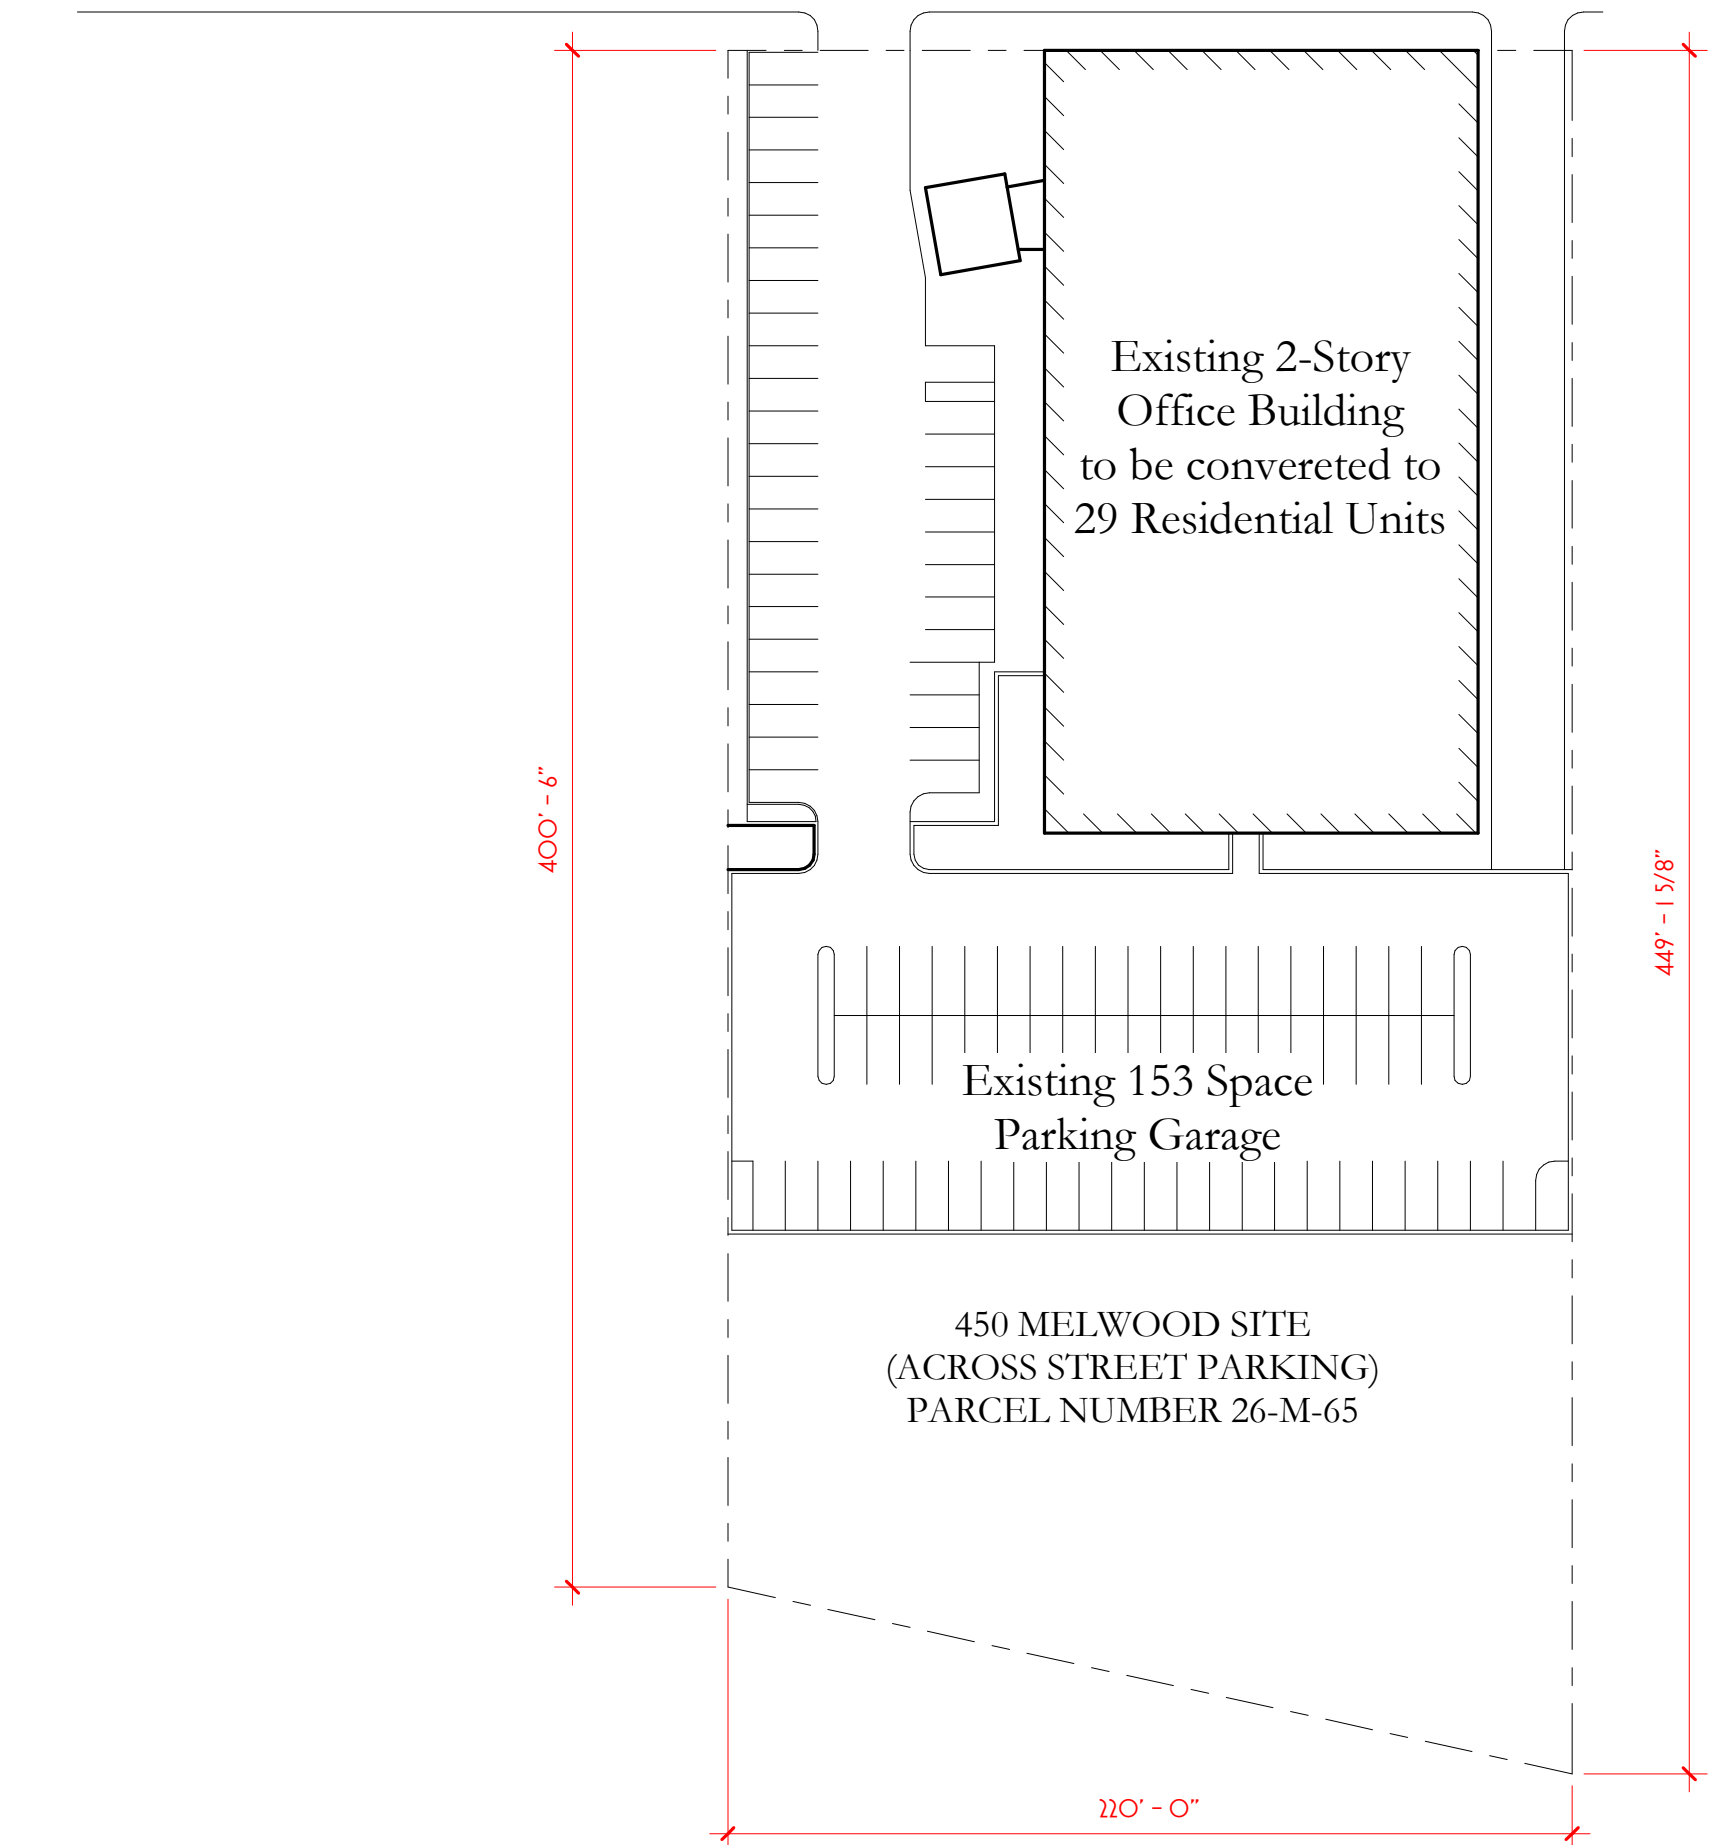 Existing 2-Story
Office Building
to be convereted to
29 Residential Units
400' - 6"
449' - 1 5/8"
Existing 153 Space
Parking Garage
450 MELWOOD SITE
(ACROSS STREET PARKING)
PARCEL NUMBER 26-M-65
220' - 0"